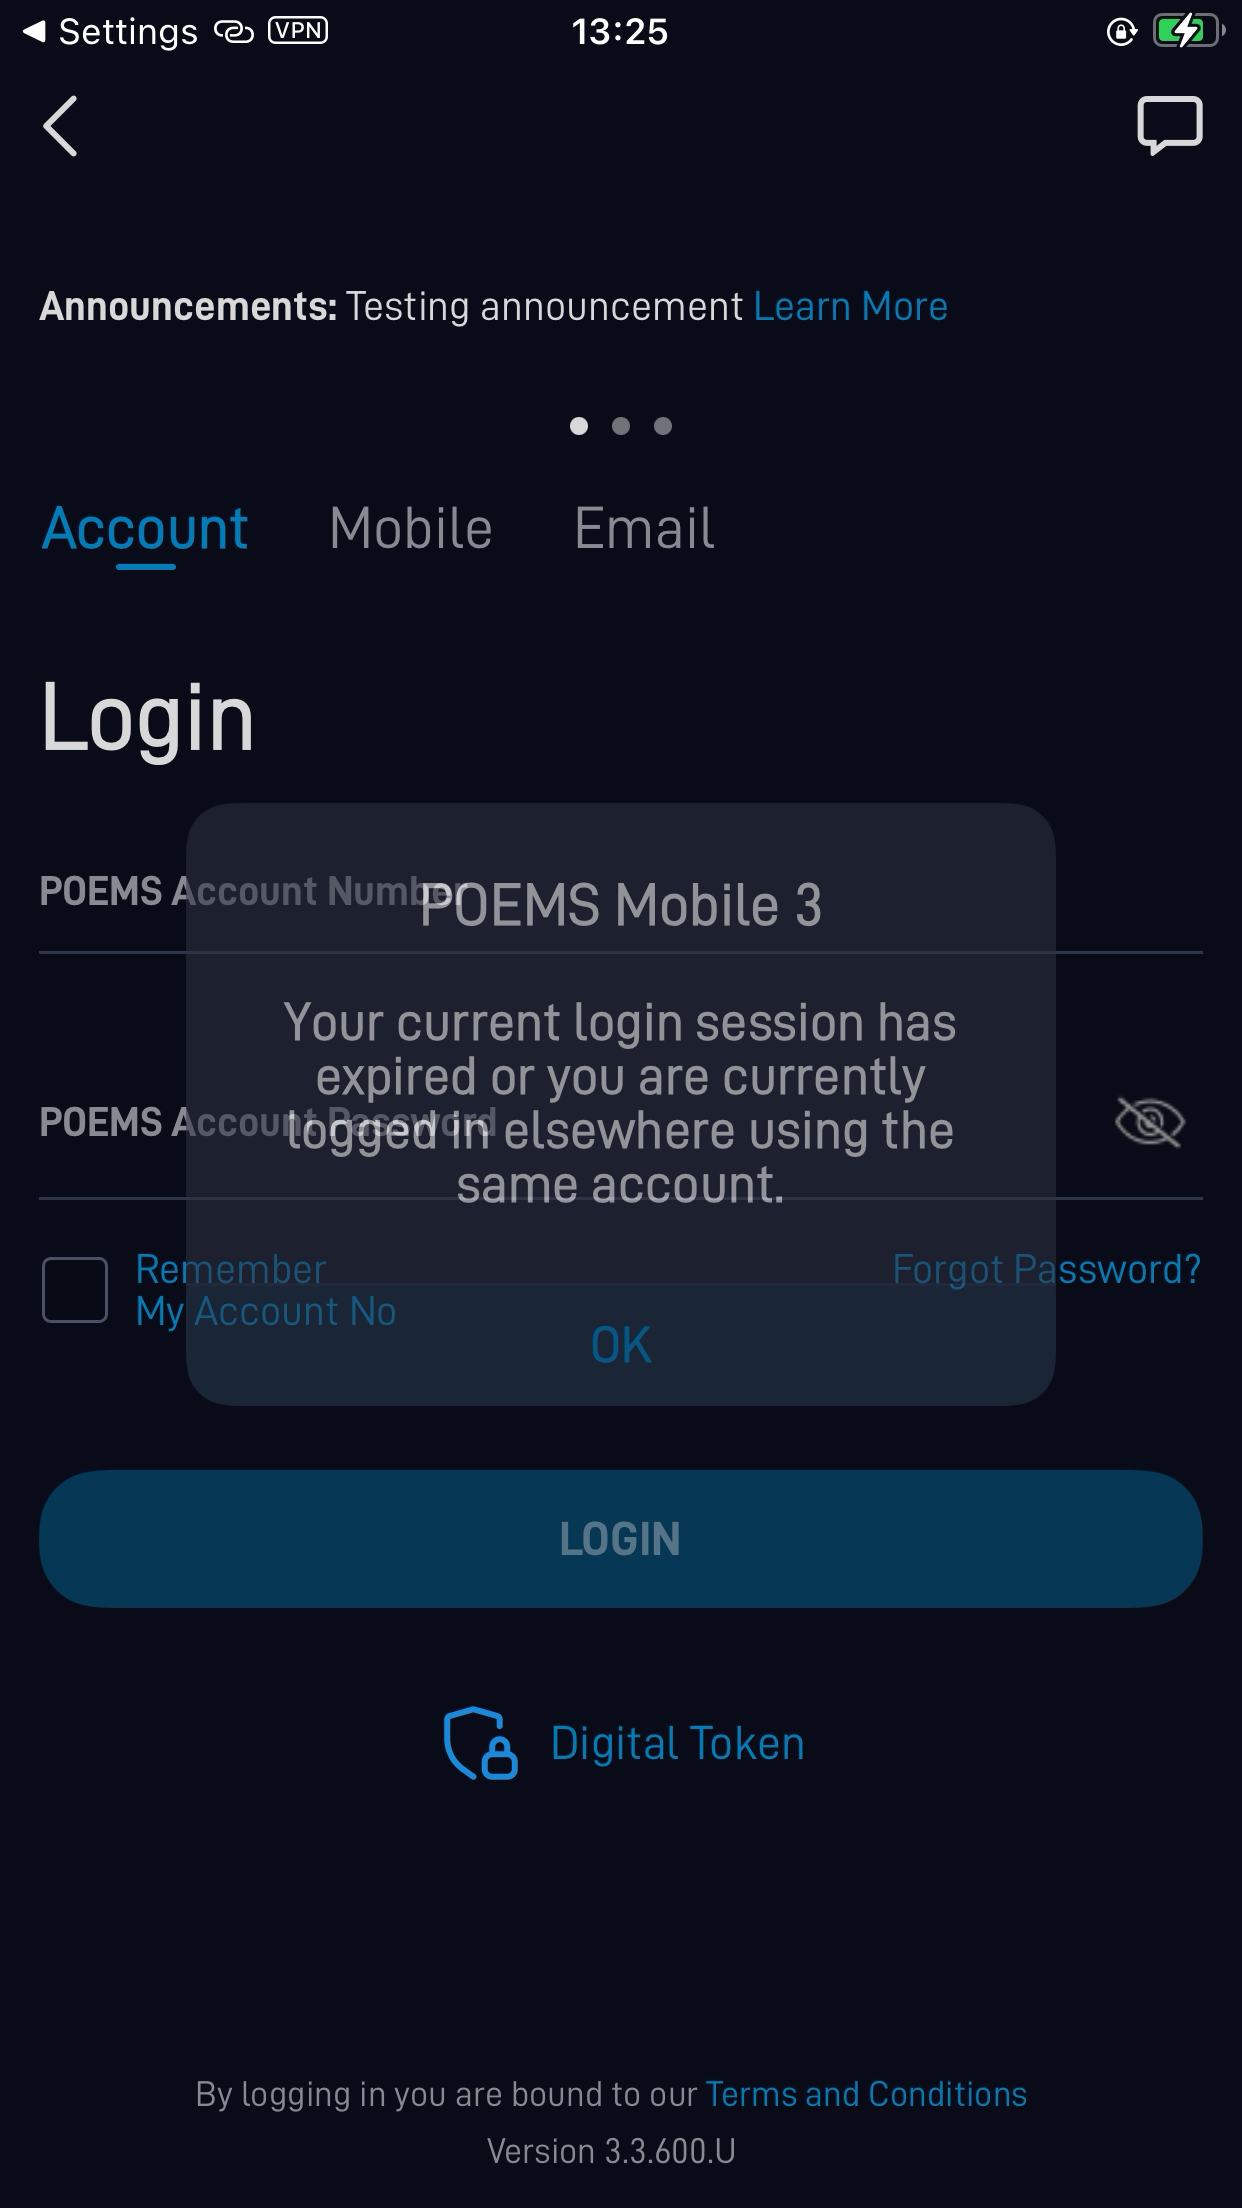 Settings VPN 13:25
Announcements: Testing announcement Learn More
Account Mobile Email
Login
POEMS Account Number
POEMS Mobile 3
Your current login session has
expired or you are currently
logged in elsewhere using the
same account.
POEMS Account Password
Remember
My Account No
Forgot Password?
OK
LOGIN
Digital Token
By logging in you are bound to our Terms and Conditions
Version 3.3.600.U